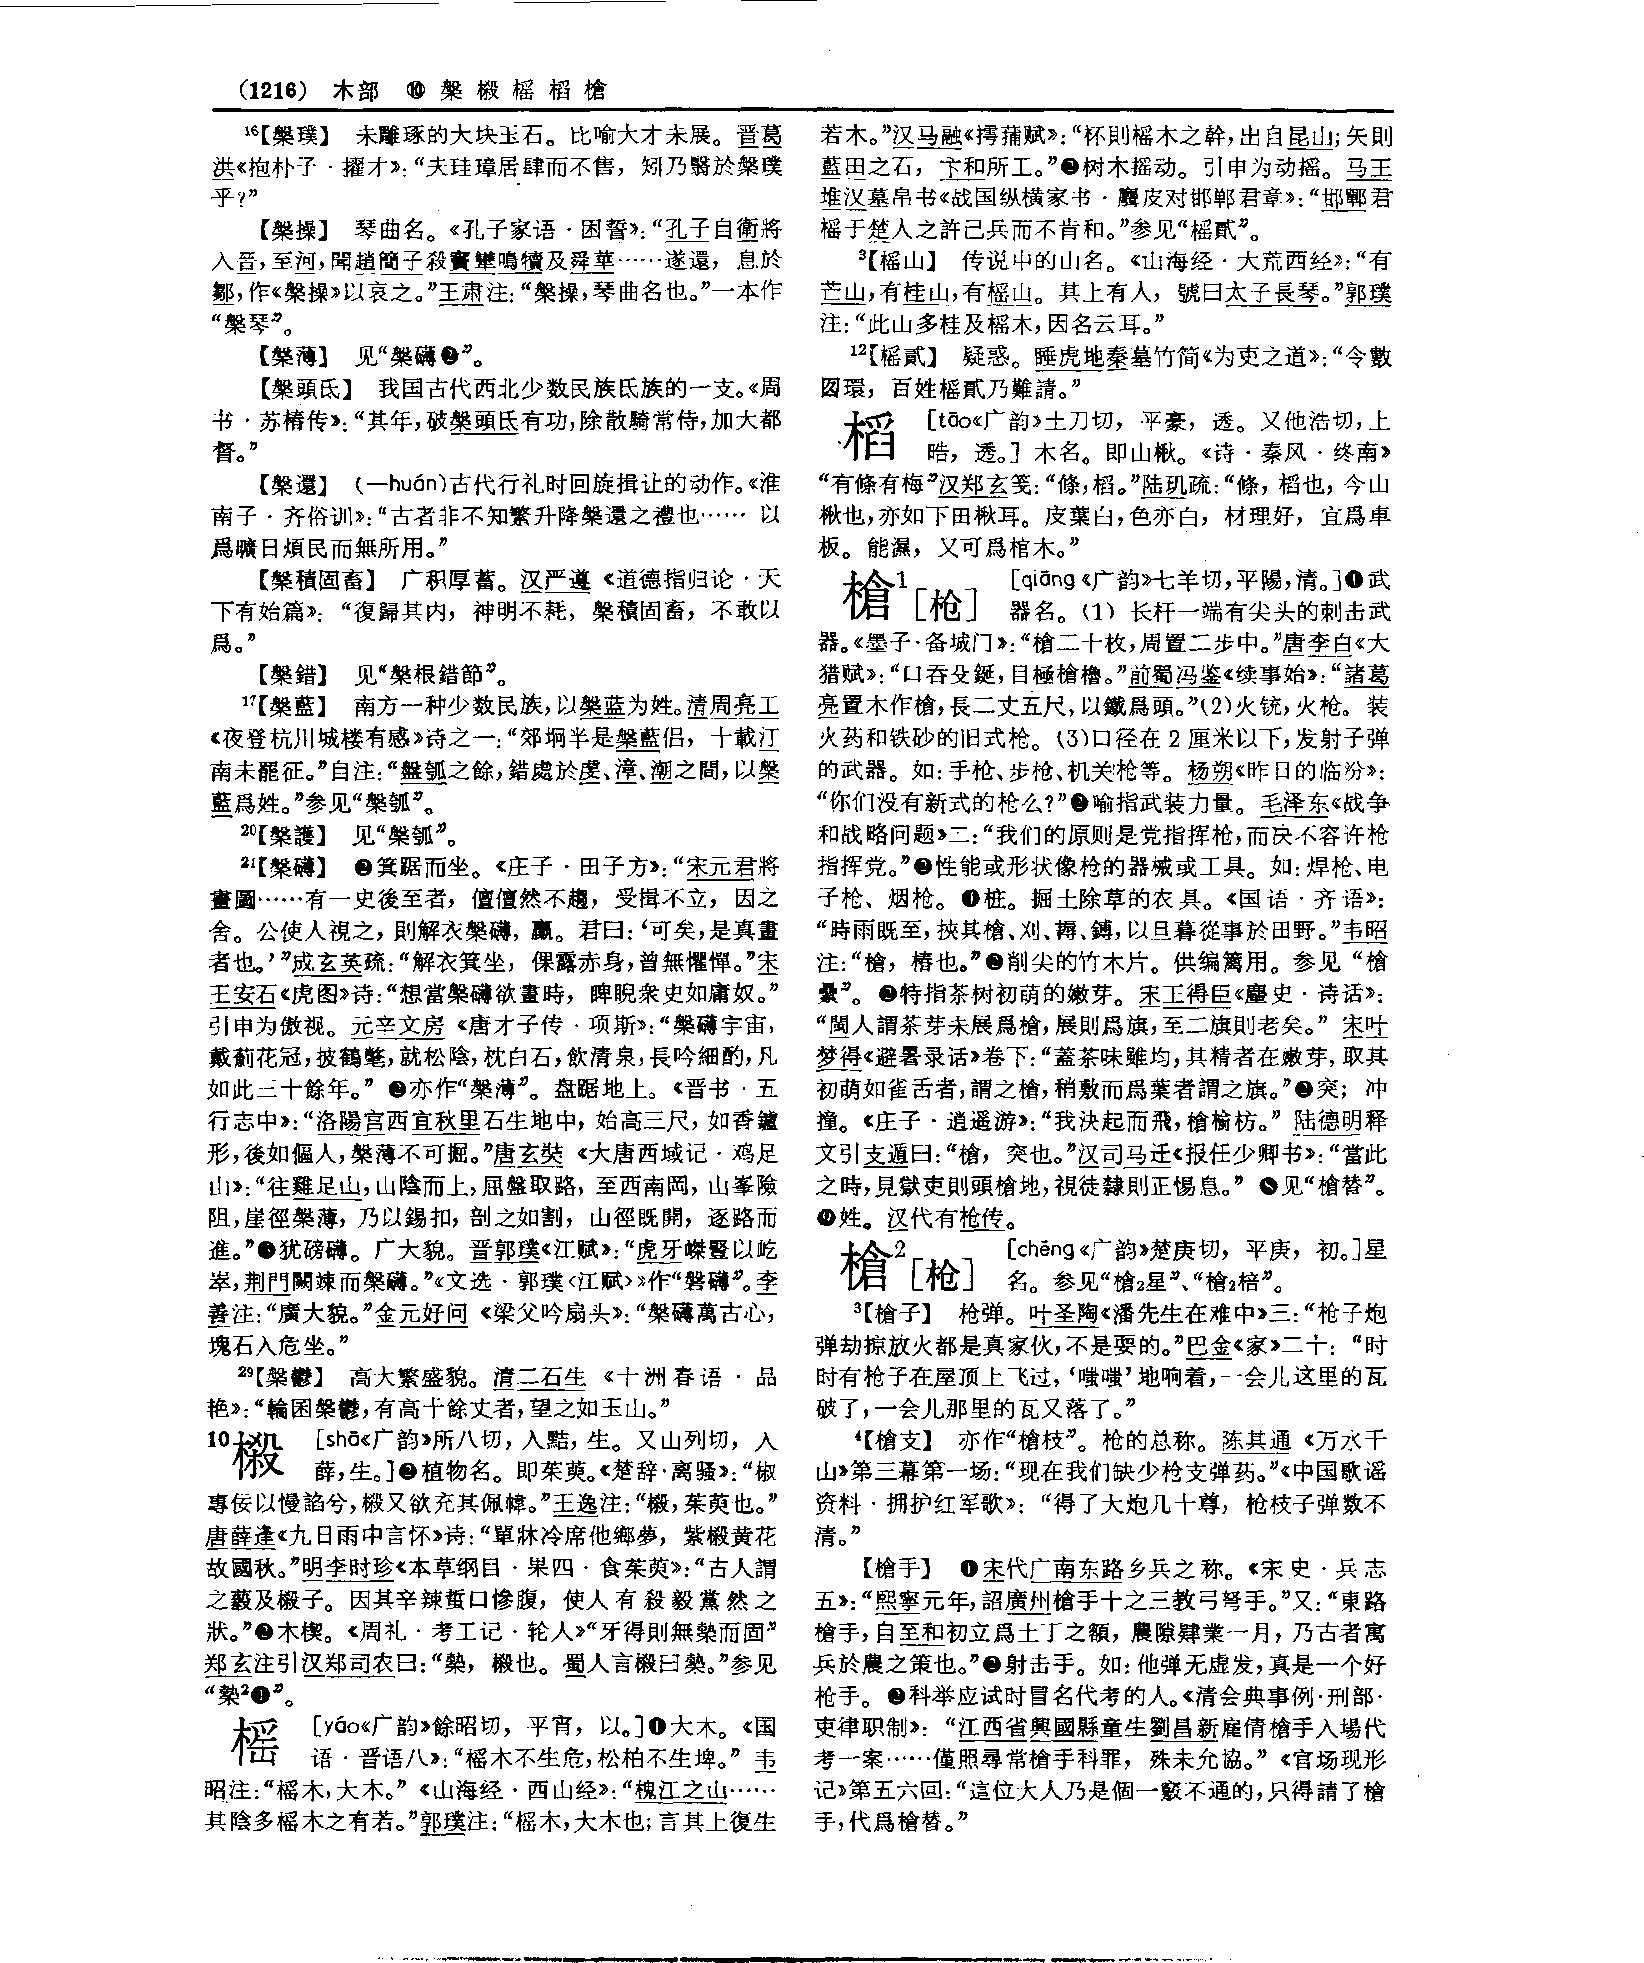 (1216) 木部 ⑩ 槃 樧 榣 槄 槍
16【槃璞】 未雕琢的大块玉石。比喻大才未展。晋葛
洪《抱朴子·擢才》:“夫珪璋居肆而不售，矧乃翳於槃璞
乎?”
【槃操】 琴曲名。《孔子家语·困誓》:“孔子自衛將
入晋，至河，聞趙簡子殺竇犫鳴犢及舜華……遂還，息於
鄒，作《槃操》以哀之。”王肃注:“槃操，琴曲名也。”一本作
“槃琴”。
【槃薄】 见“槃礴❷”。
【槃頭氐】 我国古代西北少数民族氐族的一支。《周
书·苏椿传》:“其年，破槃頭氐有功，除散騎常侍，加大都
督。”
【槃還】 (—huán)古代行礼时回旋揖让的动作。《淮
南子·齐俗训》:“古者非不知繁升降槃還之禮也……以
爲曠日煩民而無所用。”
【槃積固畜】 广积厚蓄。汉严遵《道德指归论·天
下有始篇》:“復歸其内，神明不耗，槃積固畜，不敢以
爲。”
【槃錯】 见“槃根錯節”。
17【槃藍】 南方一种少数民族，以槃蓝为姓。清周亮工
《夜登杭川城楼有感》诗之一:“郊坰半是槃藍侣，十載汀
南未罷征。”自注:“盤瓠之餘，錯處於虔、漳、潮之間，以槃
藍爲姓。”参见“槃瓠”。
20【槃護】 见“槃瓠”。
21【槃礴】 ❶箕踞而坐。《庄子·田子方》:“宋元君將
畫圖……有一史後至者，儃儃然不趨，受揖不立，因之
舍。公使人視之，則解衣槃礴，臝。君曰:‘可矣，是真畫
者也。’”成玄英疏:“解衣箕坐，倮露赤身，曾無懼憚。”宋
王安石《虎图》诗:“想當槃礴欲畫時，睥睨衆史如庸奴。”
引申为傲视。元辛文房《唐才子传·项斯》:“槃礴宇宙，
戴蘚花冠，披鶴氅，就松陰，枕白石，飲清泉，長吟細酌，凡
如此三十餘年。” ❷亦作“槃薄”。盘踞地上。《晋书·五
行志中》:“洛陽宫西宜秋里石生地中，始高三尺，如香鑪
形，後如傴人，槃薄不可掘。”唐玄奘《大唐西域记·鸡足
山》:“往雞足山，山陰而上，屈盤取路，至西南岡，山峯險
阻，崖徑槃薄，乃以錫扣，剖之如割，山徑既開，逐路而
進。”❸犹磅礴。广大貌。晋郭璞《江赋》:“虎牙嵥豎以屹
崒，荆門闕竦而槃礴。”《文选·郭璞〈江赋〉》作“磐礴”。李
善注:“廣大貌。”金元好问《梁父吟扇头》:“槃礴萬古心，
塊石入危坐。”
29【槃鬱】 高大繁盛貌。清二石生《十洲春语·品
艳》:“輪囷槃鬱，有高十餘丈者，望之如玉山。”
10樧 [shā《广韵》所八切，入黠，生。又山列切，入
薛，生。]❶植物名。即茱萸。《楚辞·离骚》:“椒
專佞以慢諂兮，樧又欲充其佩幃。”王逸注:“樧，茱萸也。”
唐薛逢《九日雨中言怀》诗:“單牀冷席他鄉夢，紫樧黄花
故國秋。”明李时珍《本草纲目·果四·食茱萸》:“古人謂
之藙及樧子。因其辛辣蜇口慘腹，使人有殺毅黨然之
狀。”❷木楔。《周礼·考工记·轮人》“牙得則無槷而固”
郑玄注引汉郑司农曰:“槷，樧也。蜀人言樧曰槷。”参见
“槷2❶”。
榣 [yáo《广韵》餘昭切，平宵，以。]❶大木。《国
语·晋语八》:“榣木不生危，松柏不生埤。” 韦
昭注:“榣木，大木。”《山海经·西山经》:“槐江之山……
其陰多榣木之有若。”郭璞注:“榣木，大木也；言其上復生
若木。”汉马融《摴蒱赋》:“杯則榣木之幹，出自昆山；矢則
藍田之石，卞和所工。”❷树木摇动。引申为动摇。马王
堆汉墓帛书《战国纵横家书·麛皮对邯郸君章》:“邯鄲君
榣于楚人之許己兵而不肯和。”参见“榣貳”。
3【榣山】 传说中的山名。《山海经·大荒西经》:“有
芒山，有桂山，有榣山。其上有人，號曰太子長琴。”郭璞
注:“此山多桂及榣木，因名云耳。”
12【榣貳】 疑惑。睡虎地秦墓竹简《为吏之道》:“令數
囡環，百姓榣貳乃難請。”
槄 [tāo《广韵》土刀切，平豪，透。又他浩切，上
晧，透。]木名。即山楸。《诗·秦风·终南》
“有條有梅”汉郑玄笺:“條，槄。”陆玑疏:“條，槄也，今山
楸也，亦如下田楸耳。皮葉白，色亦白，材理好，宜爲車
板。能濕，又可爲棺木。”
槍1[枪] [qiāng《广韵》七羊切，平陽，清。]❶武
器名。(1) 长杆一端有尖头的刺击武
器。《墨子·备城门》:“槍二十枚，周置二步中。”唐李白《大
猎赋》:“口吞殳鋋，目極槍櫓。”前蜀冯鉴《续事始》:“諸葛
亮置木作槍，長二丈五尺，以鐵爲頭。”(2)火铳，火枪。装
火药和铁砂的旧式枪。(3)口径在2厘米以下，发射子弹
的武器。如:手枪、步枪、机关枪等。杨朔《昨日的临汾》:
“你们没有新式的枪么?”❷喻指武装力量。毛泽东《战争
和战略问题》二:“我们的原则是党指挥枪，而决不容许枪
指挥党。”❸性能或形状像枪的器械或工具。如:焊枪、电
子枪、烟枪。❹桩。掘土除草的农具。《国语·齐语》:
“時雨既至，挾其槍、刈、耨、鎛，以旦暮從事於田野。”韦昭
注:“槍，樁也。”❺削尖的竹木片。供编篱用。参见“槍
纍”。❻特指茶树初萌的嫩芽。宋王得臣《麈史·诗话》:
“閩人謂茶芽未展爲槍，展則爲旗，至二旗則老矣。” 宋叶
梦得《避暑录话》卷下:“蓋茶味雖均，其精者在嫩芽，取其
初萌如雀舌者，謂之槍，稍敷而爲葉者謂之旗。”❼突；冲
撞。《庄子·逍遥游》:“我決起而飛，槍榆枋。” 陆德明释
文引支遁曰:“槍，突也。”汉司马迁《报任少卿书》:“當此
之時，見獄吏則頭槍地，視徒隸則正惕息。” ❽见“槍替”。
❾姓。汉代有枪传。
槍2[枪] [chēng《广韵》楚庚切，平庚，初。]星
名。参见“槍2星”、“槍2棓”。
3【槍子】 枪弹。叶圣陶《潘先生在难中》三:“枪子炮
弹劫掠放火都是真家伙，不是耍的。”巴金《家》二十:“时
时有枪子在屋顶上飞过，‘嗤嗤’地响着，一会儿这里的瓦
破了，一会儿那里的瓦又落了。”
4【槍支】 亦作“槍枝”。枪的总称。陈其通《万水千
山》第三幕第一场:“现在我们缺少枪支弹药。”《中国歌谣
资料·拥护红军歌》:“得了大炮几十尊，枪枝子弹数不
清。”
【槍手】 ❶宋代广南东路乡兵之称。《宋史·兵志
五》:“熙寧元年，詔廣州槍手十之三教弓弩手。”又:“東路
槍手，自至和初立爲土丁之額，農隙肄業一月，乃古者寓
兵於農之策也。”❷射击手。如:他弹无虚发，真是一个好
枪手。❸科举应试时冒名代考的人。《清会典事例·刑部·
吏律职制》:“江西省興國縣童生劉昌新雇倩槍手入場代
考一案……僅照尋常槍手科罪，殊未允協。”《官场现形
记》第五六回:“這位大人乃是個一竅不通的，只得請了槍
手，代爲槍替。”